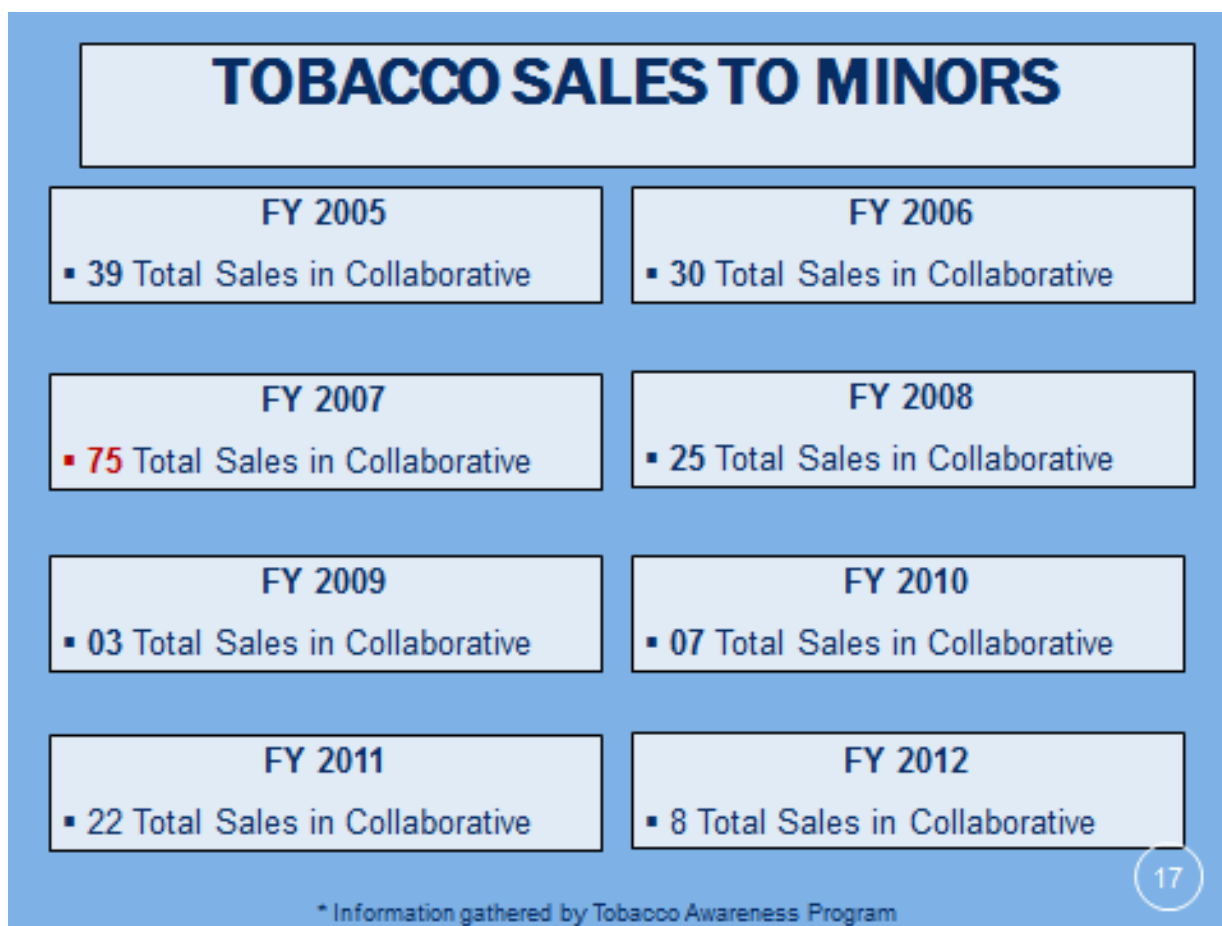 TOBACCO SALES TO MINORS
FY 2005
▪ 39 Total Sales in Collaborative
FY 2006
▪ 30 Total Sales in Collaborative
FY 2007
▪ 75 Total Sales in Collaborative
FY 2008
▪ 25 Total Sales in Collaborative
FY 2009
▪ 03 Total Sales in Collaborative
FY 2010
▪ 07 Total Sales in Collaborative
FY 2011
▪ 22 Total Sales in Collaborative
FY 2012
▪ 8 Total Sales in Collaborative
17
* Information gathered by Tobacco Awareness Program